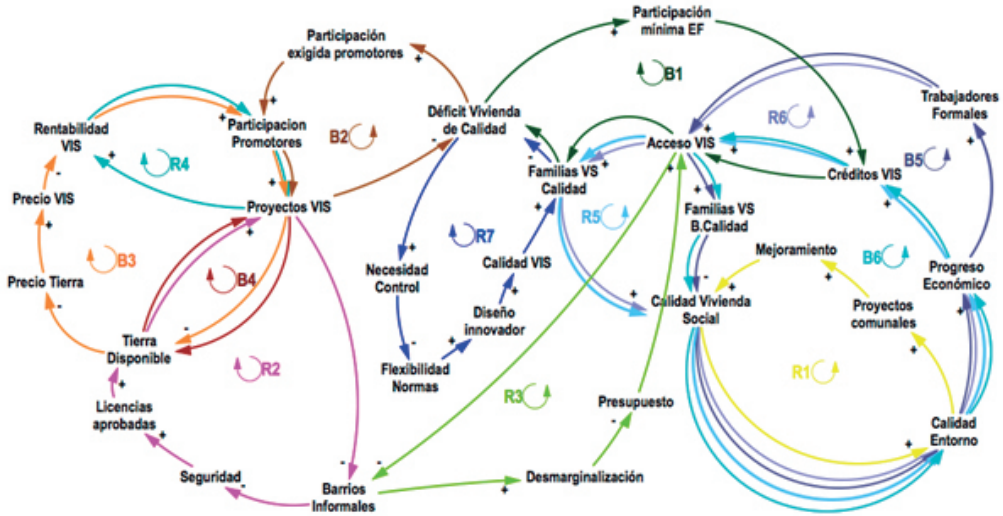 Participación
mínima EF
Participación
exigida promotores
B1
Trabajadores
Formales
Rentabilidad
VIS
Participacion
Promotores
B2
Déficit Vivienda
de Calidad
R6
Acceso VIS
B5
R4
Familias VS
Calidad
Créditos VIS
Precio VIS
Proyectos VIS
R5
Familias VS
B.Calidad
R7
Mejoramiento
B6
B3
Precio Tierra
B4
Necesidad
Control
Calidad VIS
Progreso
Económico
Calidad Vivienda
Social
Proyectos
comunales
Diseño
innovador
Tierra
Disponible
R2
Flexibilidad
Normas
R1
R3
Presupuesto
Licencias
aprobadas
Calidad
Entorno
Seguridad
Barrios
Informales
Desmarginalización